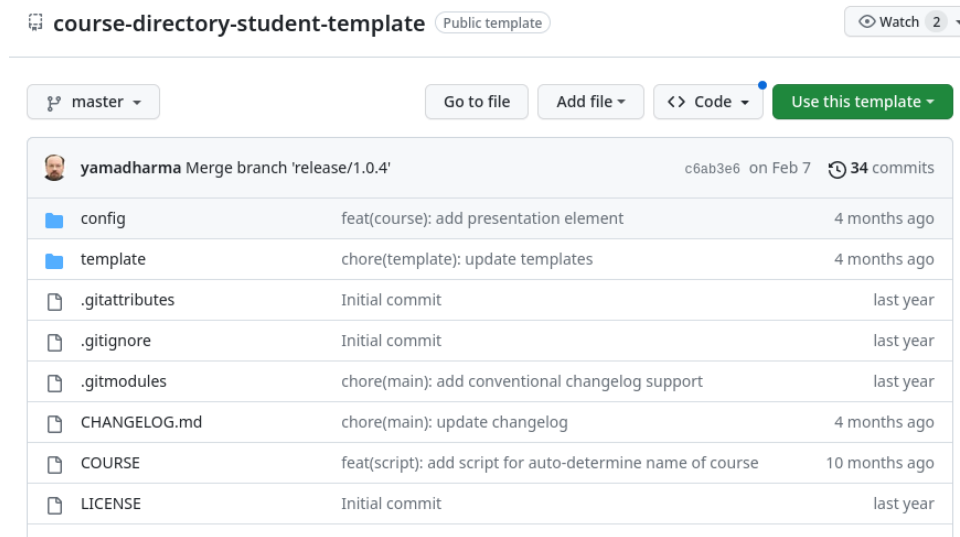 course-directory-student-template Public template Watch 2
master Go to file Add file Code Use this template
yamadharma Merge branch 'release/1.0.4' c6ab3e6 on Feb 7 34 commits
config feat(course): add presentation element 4 months ago
template chore(template): update templates 4 months ago
.gitattributes Initial commit last year
.gitignore Initial commit last year
.gitmodules chore(main): add conventional changelog support last year
CHANGELOG.md chore(main): update changelog 4 months ago
COURSE feat(script): add script for auto-determine name of course 10 months ago
LICENSE Initial commit last year